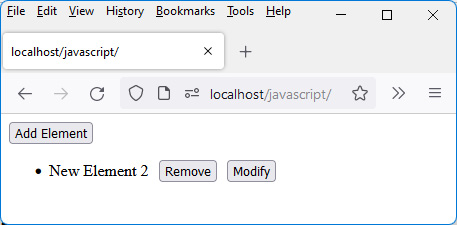 File Edit View History Bookmarks Tools Help
localhost/javascript/
localhost/javascript/
Add Element
New Element 2 Remove Modify